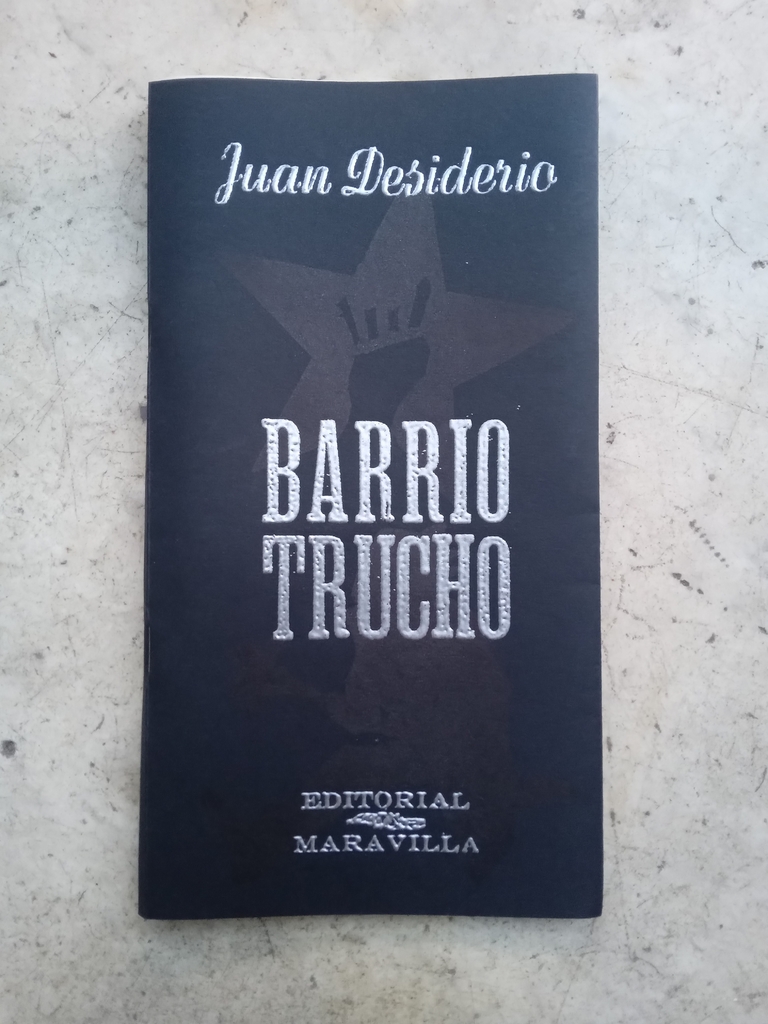 Juan Desiderio
BARRIO
TRUCHO
EDITORIAL
MARAVILLA